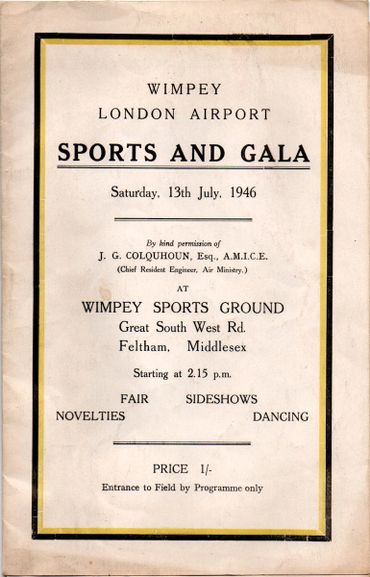 WIMPEY
LONDON AIRPORT
SPORTS AND GALA
Saturday, 13th July, 1946
By kind permission of
J. G. COLQUHOUN, Esq., A.M.I.C.E.
(Chief Resident Engineer, Air Ministry.)
AT
WIMPEY SPORTS GROUND
Great South West Rd.
Feltham, Middlesex
Starting at 2.15 p.m.
FAIR SIDESHOWS
NOVELTIES DANCING
PRICE 1/-
Entrance to Field by Programme only